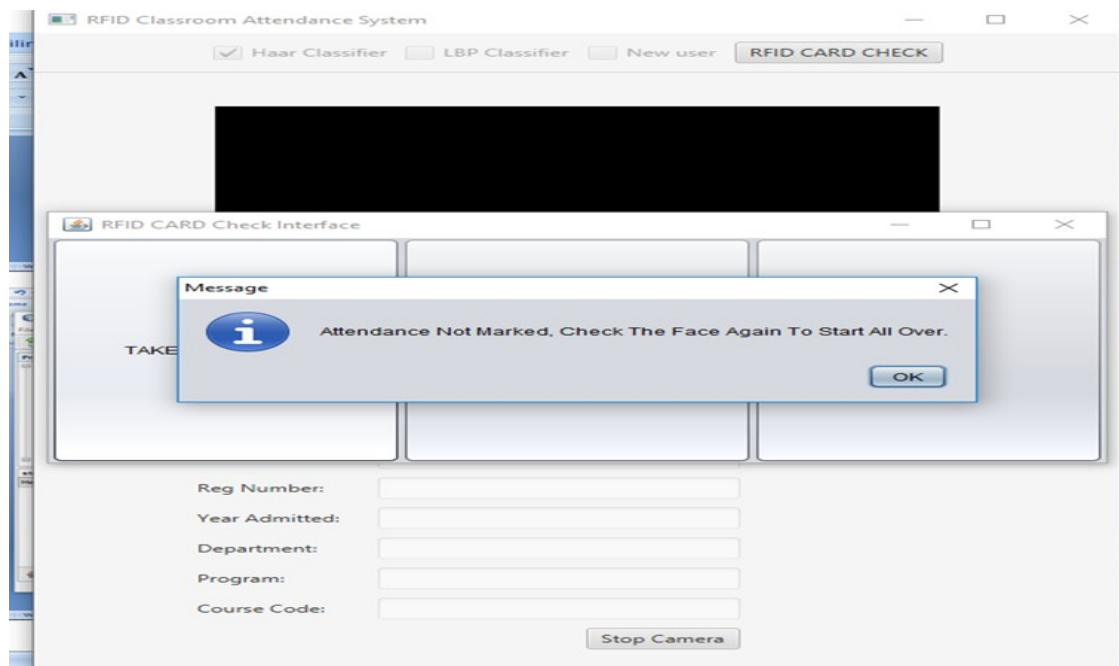 RFID Classroom Attendance System
Haar Classifier LBP Classifier New user RFID CARD CHECK
RFID CARD Check Interface
Message
Attendance Not Marked, Check The Face Again To Start All Over.
TAKE
OK
Reg Number:
Year Admitted:
Department:
Program:
Course Code:
Stop Camera